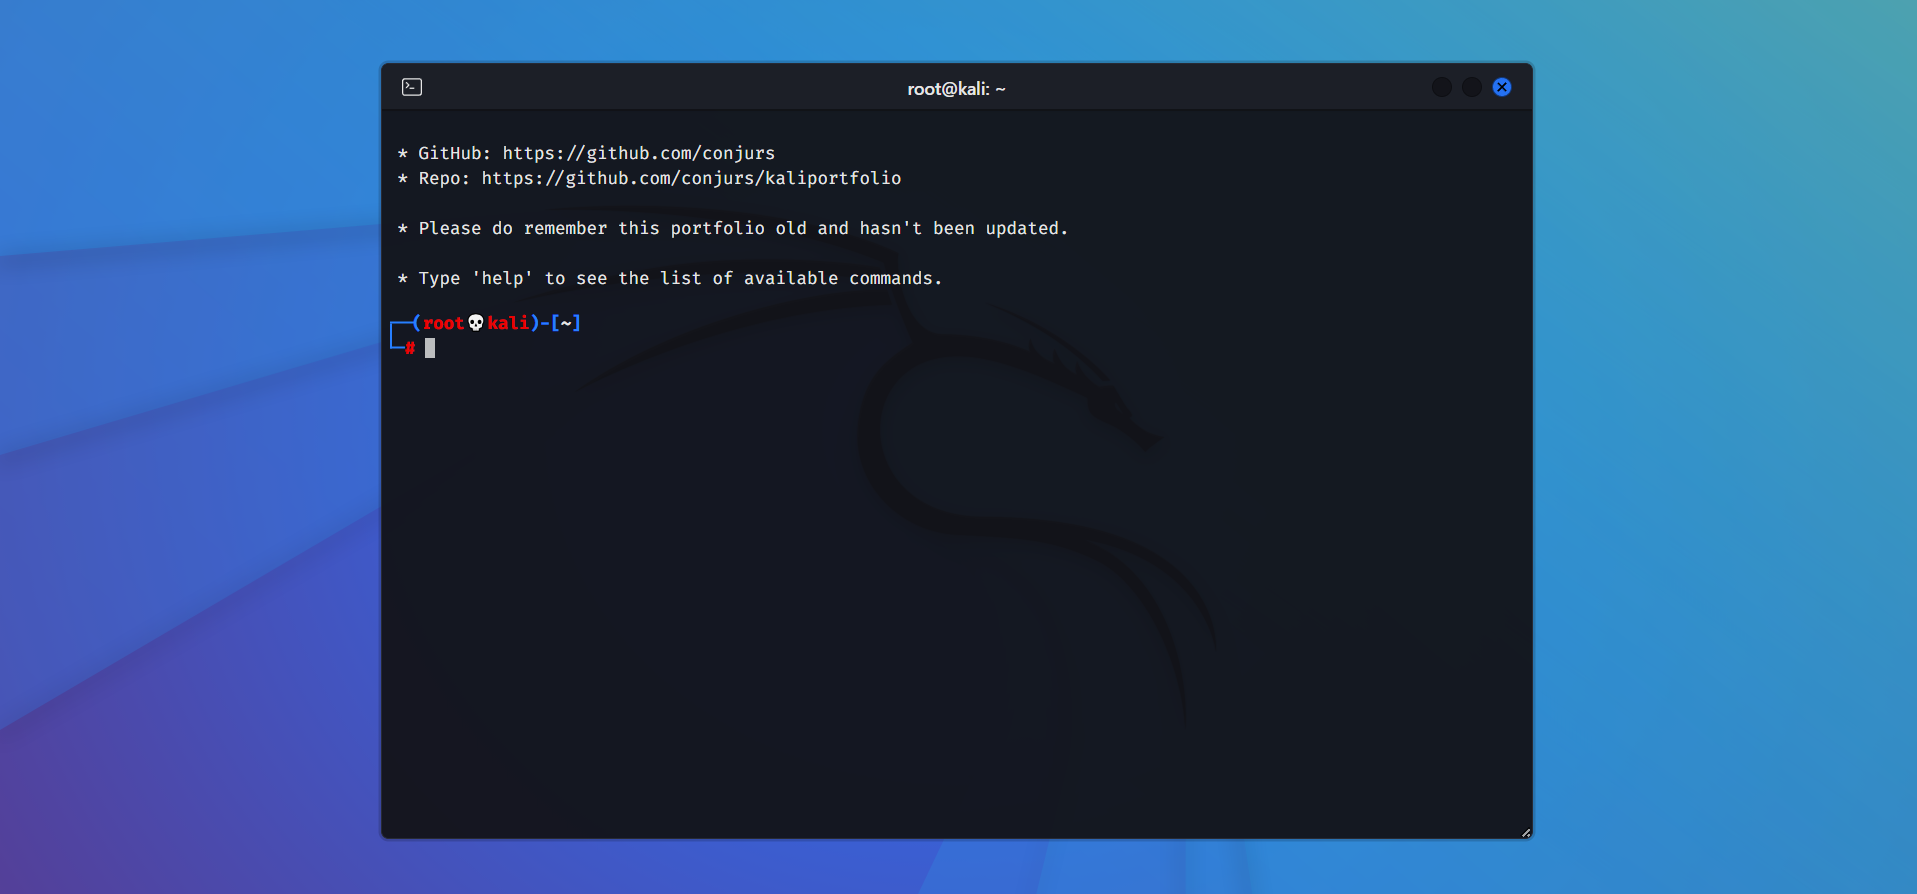 root@kali: ~
* GitHub: https://github.com/conjurs
* Repo: https://github.com/conjurs/kaliportfolio
* Please do remember this portfolio old and hasn't been updated.
* Type 'help' to see the list of available commands.
┌──(root💀kali)-[~]
└─#